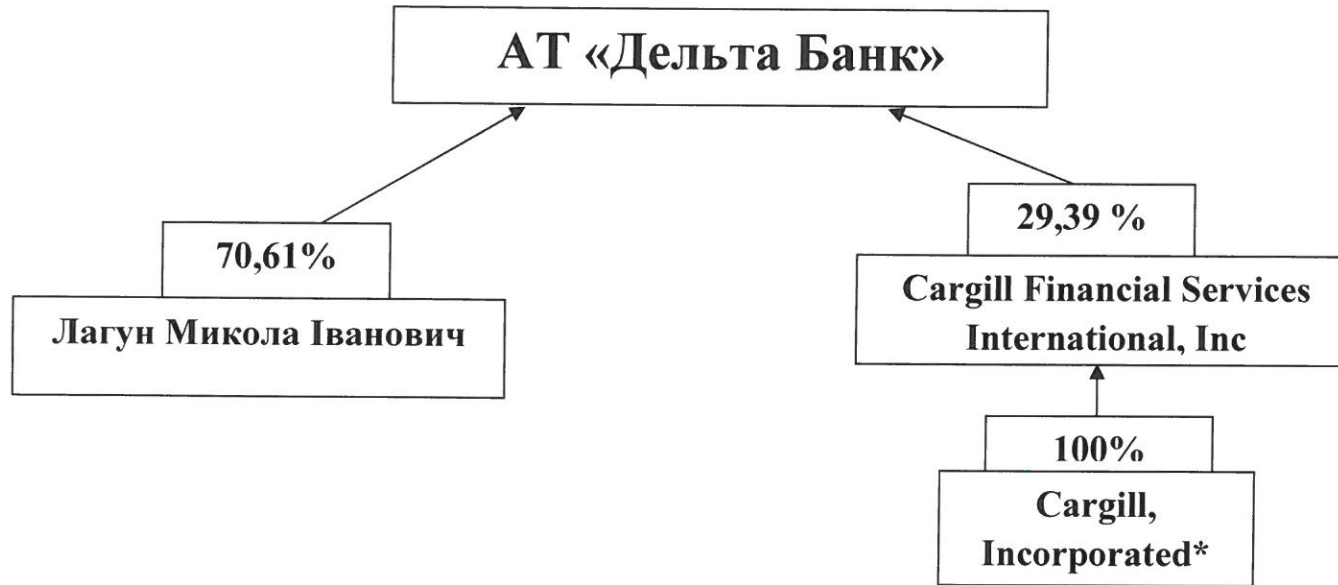 АТ «Дельта Банк»
70,61%
Лагун Микола Іванович
29,39 %
Cargill Financial Services
International, Inc
100%
Cargill,
Incorporated*